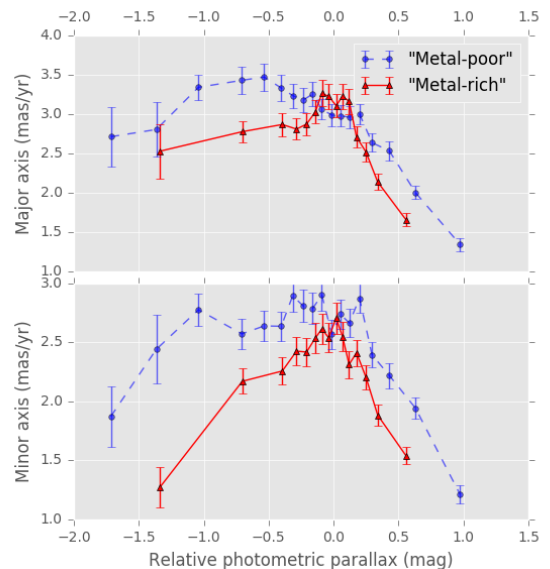 −2.0 −1.5 −1.0 −0.5 0.0 0.5 1.0 1.5
4.0
3.5
3.0
2.5
2.0
1.5
1.0
Major axis (mas/yr)
"Metal-poor"
"Metal-rich"
3.0
2.5
2.0
1.5
1.0
Minor axis (mas/yr)
−2.0 −1.5 −1.0 −0.5 0.0 0.5 1.0 1.5
Relative photometric parallax (mag)